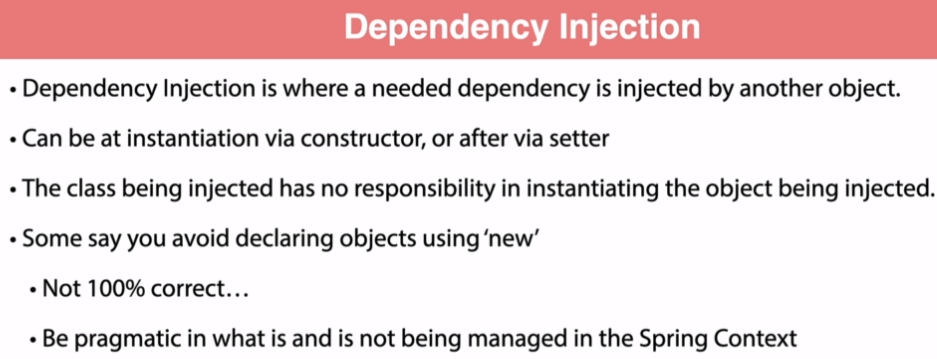 Dependency Injection
• Dependency Injection is where a needed dependency is injected by another object.
• Can be at instantiation via constructor, or after via setter
• The class being injected has no responsibility in instantiating the object being injected.
• Some say you avoid declaring objects using ‘new’
• Not 100% correct…
• Be pragmatic in what is and is not being managed in the Spring Context